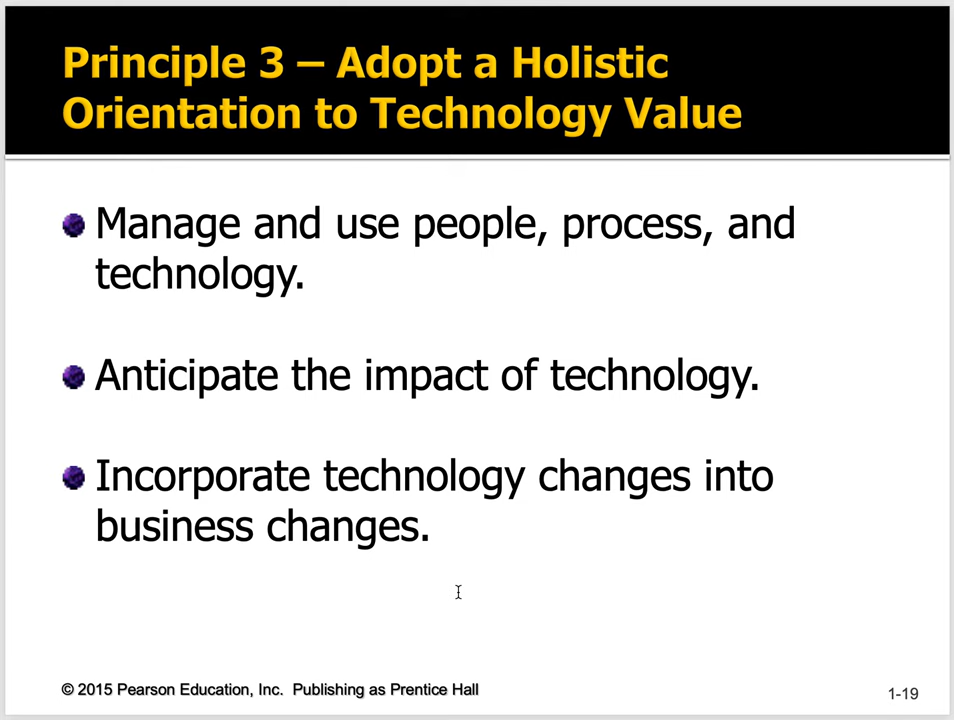 Principle 3 – Adopt a Holistic
Orientation to Technology Value
Manage and use people, process, and
technology.
Anticipate the impact of technology.
Incorporate technology changes into
business changes.
© 2015 Pearson Education, Inc. Publishing as Prentice Hall
1-19